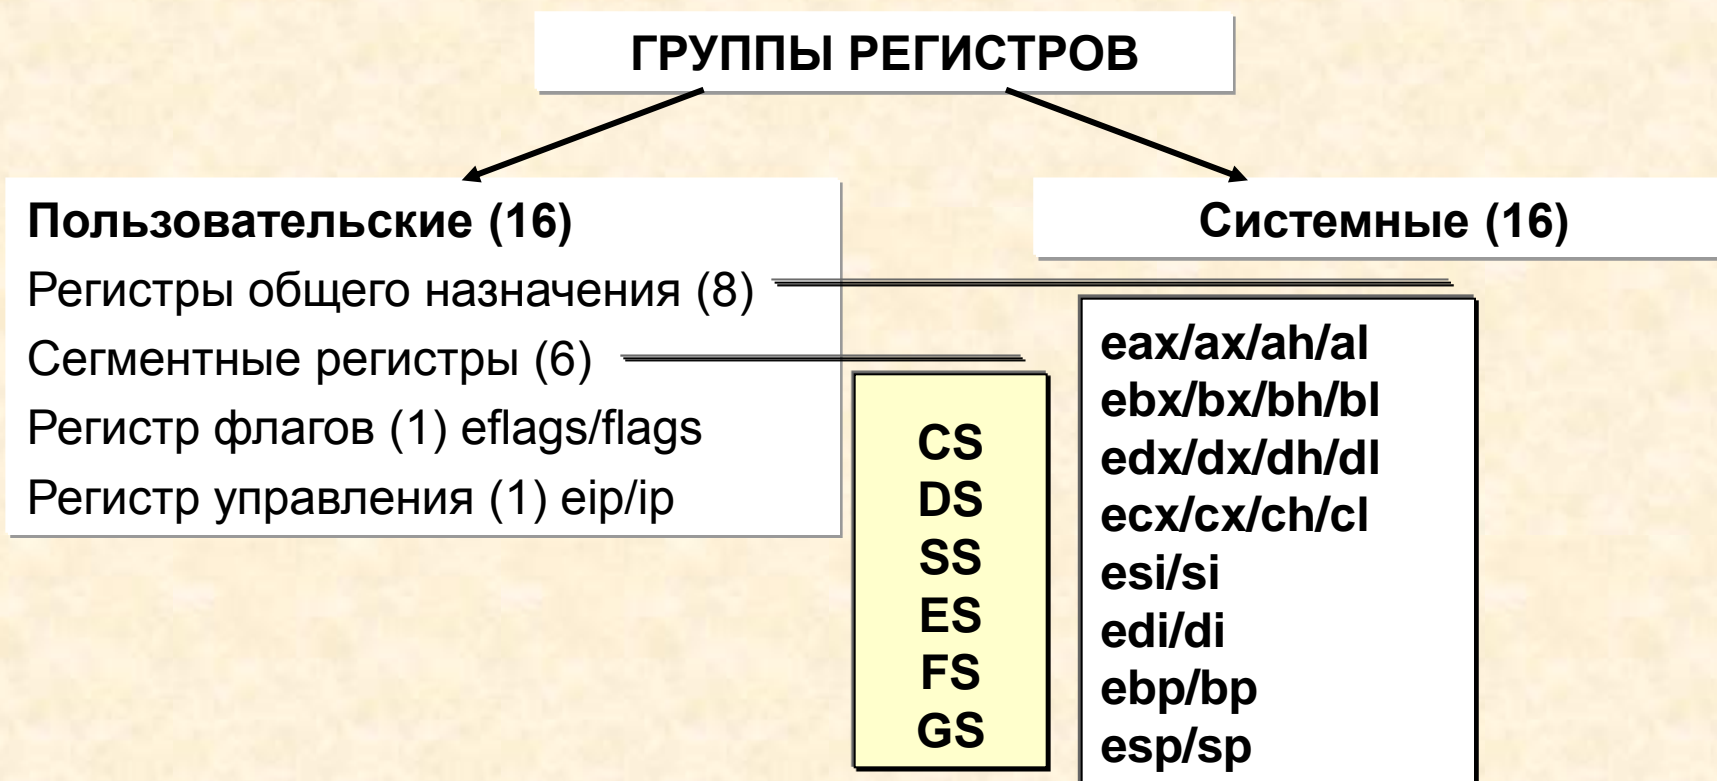 ГРУППЫ РЕГИСТРОВ
Пользовательские (16)
Регистры общего назначения (8)
Сегментные регистры (6)
Регистр флагов (1) eflags/flags
Регистр управления (1) eip/ip
Системные (16)
CS
DS
SS
ES
FS
GS
eax/ax/ah/al
ebx/bx/bh/bl
edx/dx/dh/dl
ecx/cx/ch/cl
esi/si
edi/di
ebp/bp
esp/sp